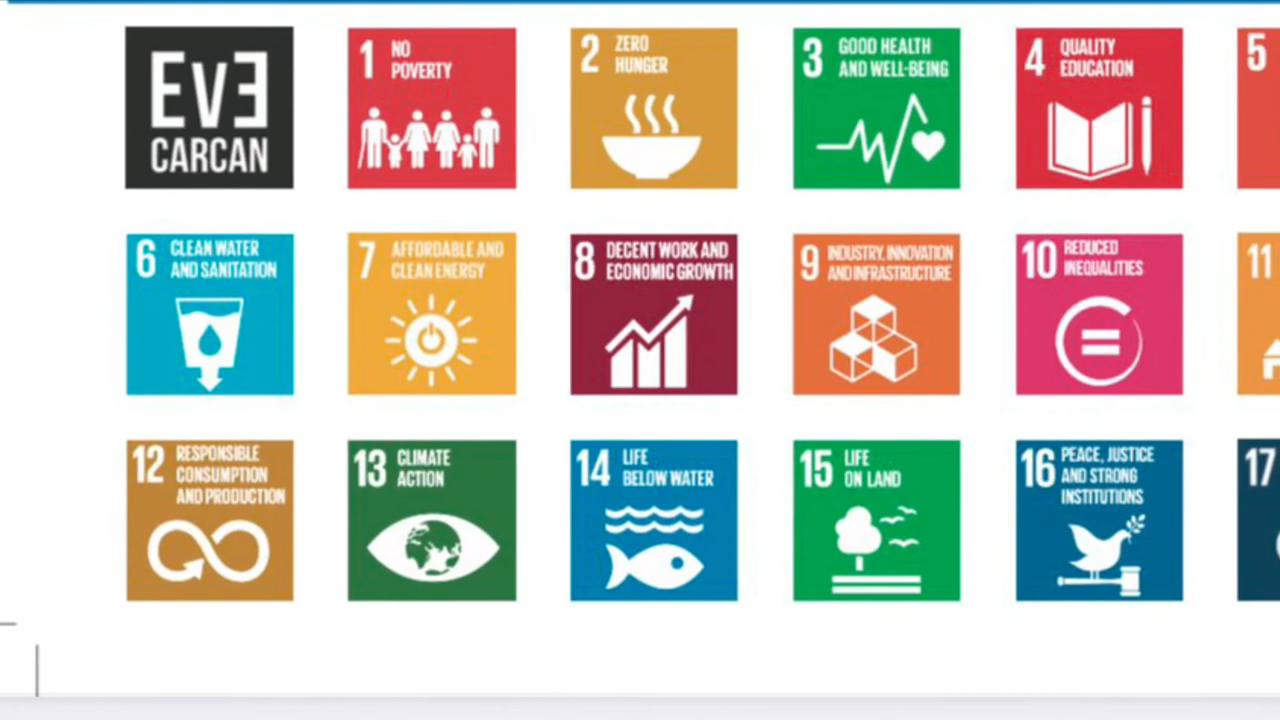 EVE
CARCAN
1 NO
POVERTY
2 ZERO
HUNGER
3 GOOD HEALTH
AND WELL-BEING
4 QUALITY
EDUCATION
5
6 CLEAN WATER
AND SANITATION
7 AFFORDABLE AND
CLEAN ENERGY
8 DECENT WORK AND
ECONOMIC GROWTH
9 INDUSTRY, INNOVATION
AND INFRASTRUCTURE
10 REDUCED
INEQUALITIES
11
12 RESPONSIBLE
CONSUMPTION
AND PRODUCTION
13 CLIMATE
ACTION
14 LIFE
BELOW WATER
15 LIFE
ON LAND
16 PEACE, JUSTICE
AND STRONG
INSTITUTIONS
17